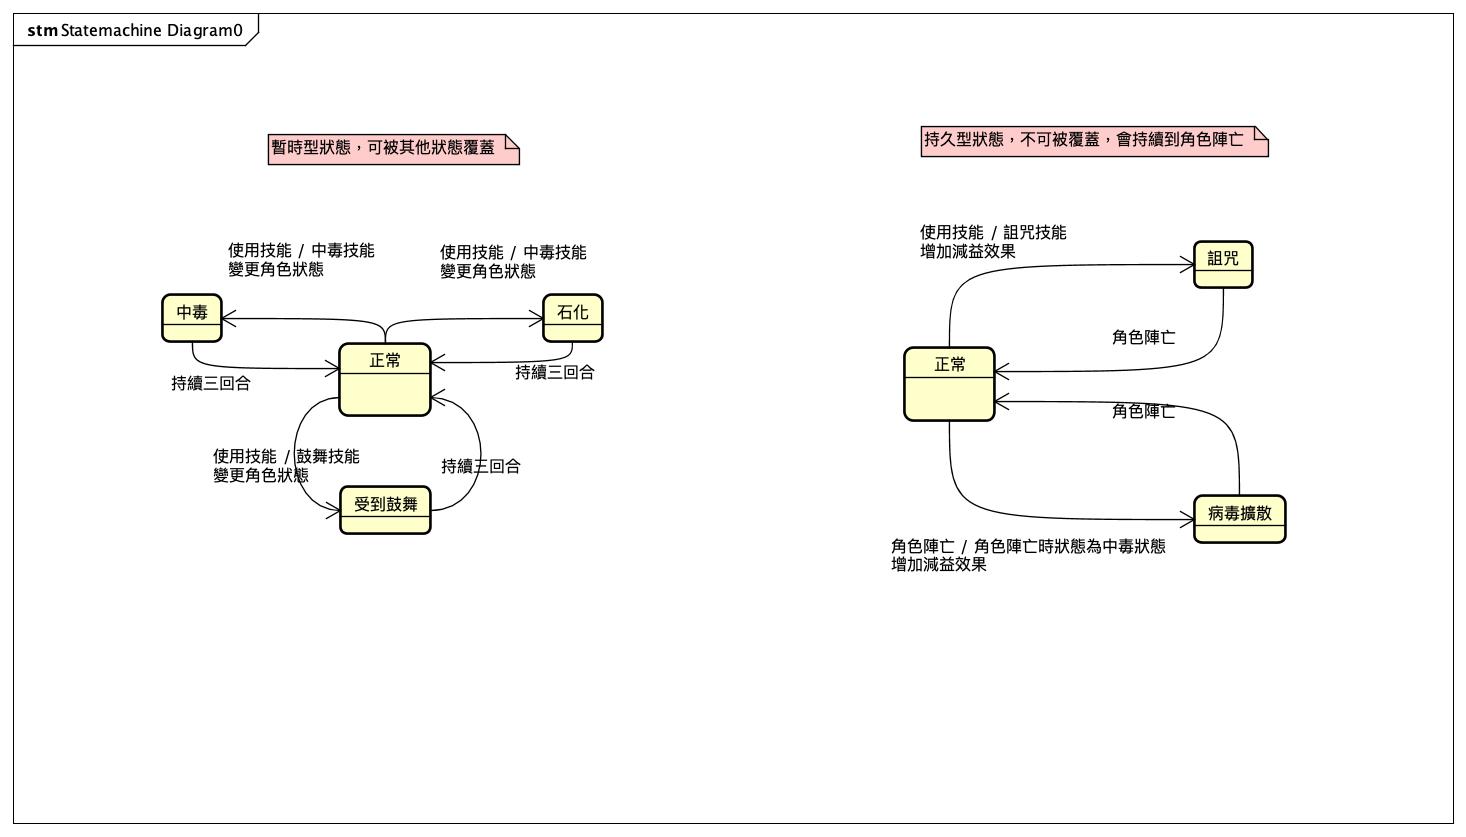 stm Statemachine Diagram0
暫時型狀態，可被其他狀態覆蓋
使用技能 / 中毒技能
變更角色狀態
使用技能 / 中毒技能
變更角色狀態
中毒
石化
正常
持續三回合
持續三回合
使用技能 / 鼓舞技能
變更角色狀態
持續三回合
受到鼓舞
持久型狀態，不可被覆蓋，會持續到角色陣亡
使用技能 / 詛咒技能
增加減益效果
詛咒
角色陣亡
正常
角色陣亡
病毒擴散
角色陣亡 / 角色陣亡時狀態為中毒狀態
增加減益效果